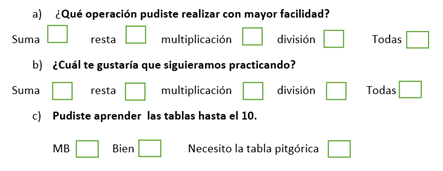 a) ¿Qué operación pudiste realizar con mayor facilidad?
Suma resta multiplicación división Todas
b) ¿Cuál te gustaría que siguieramos practicando?
Suma resta multiplicación división Todas
c) Pudiste aprender las tablas hasta el 10.
MB Bien Necesito la tabla pitgórica